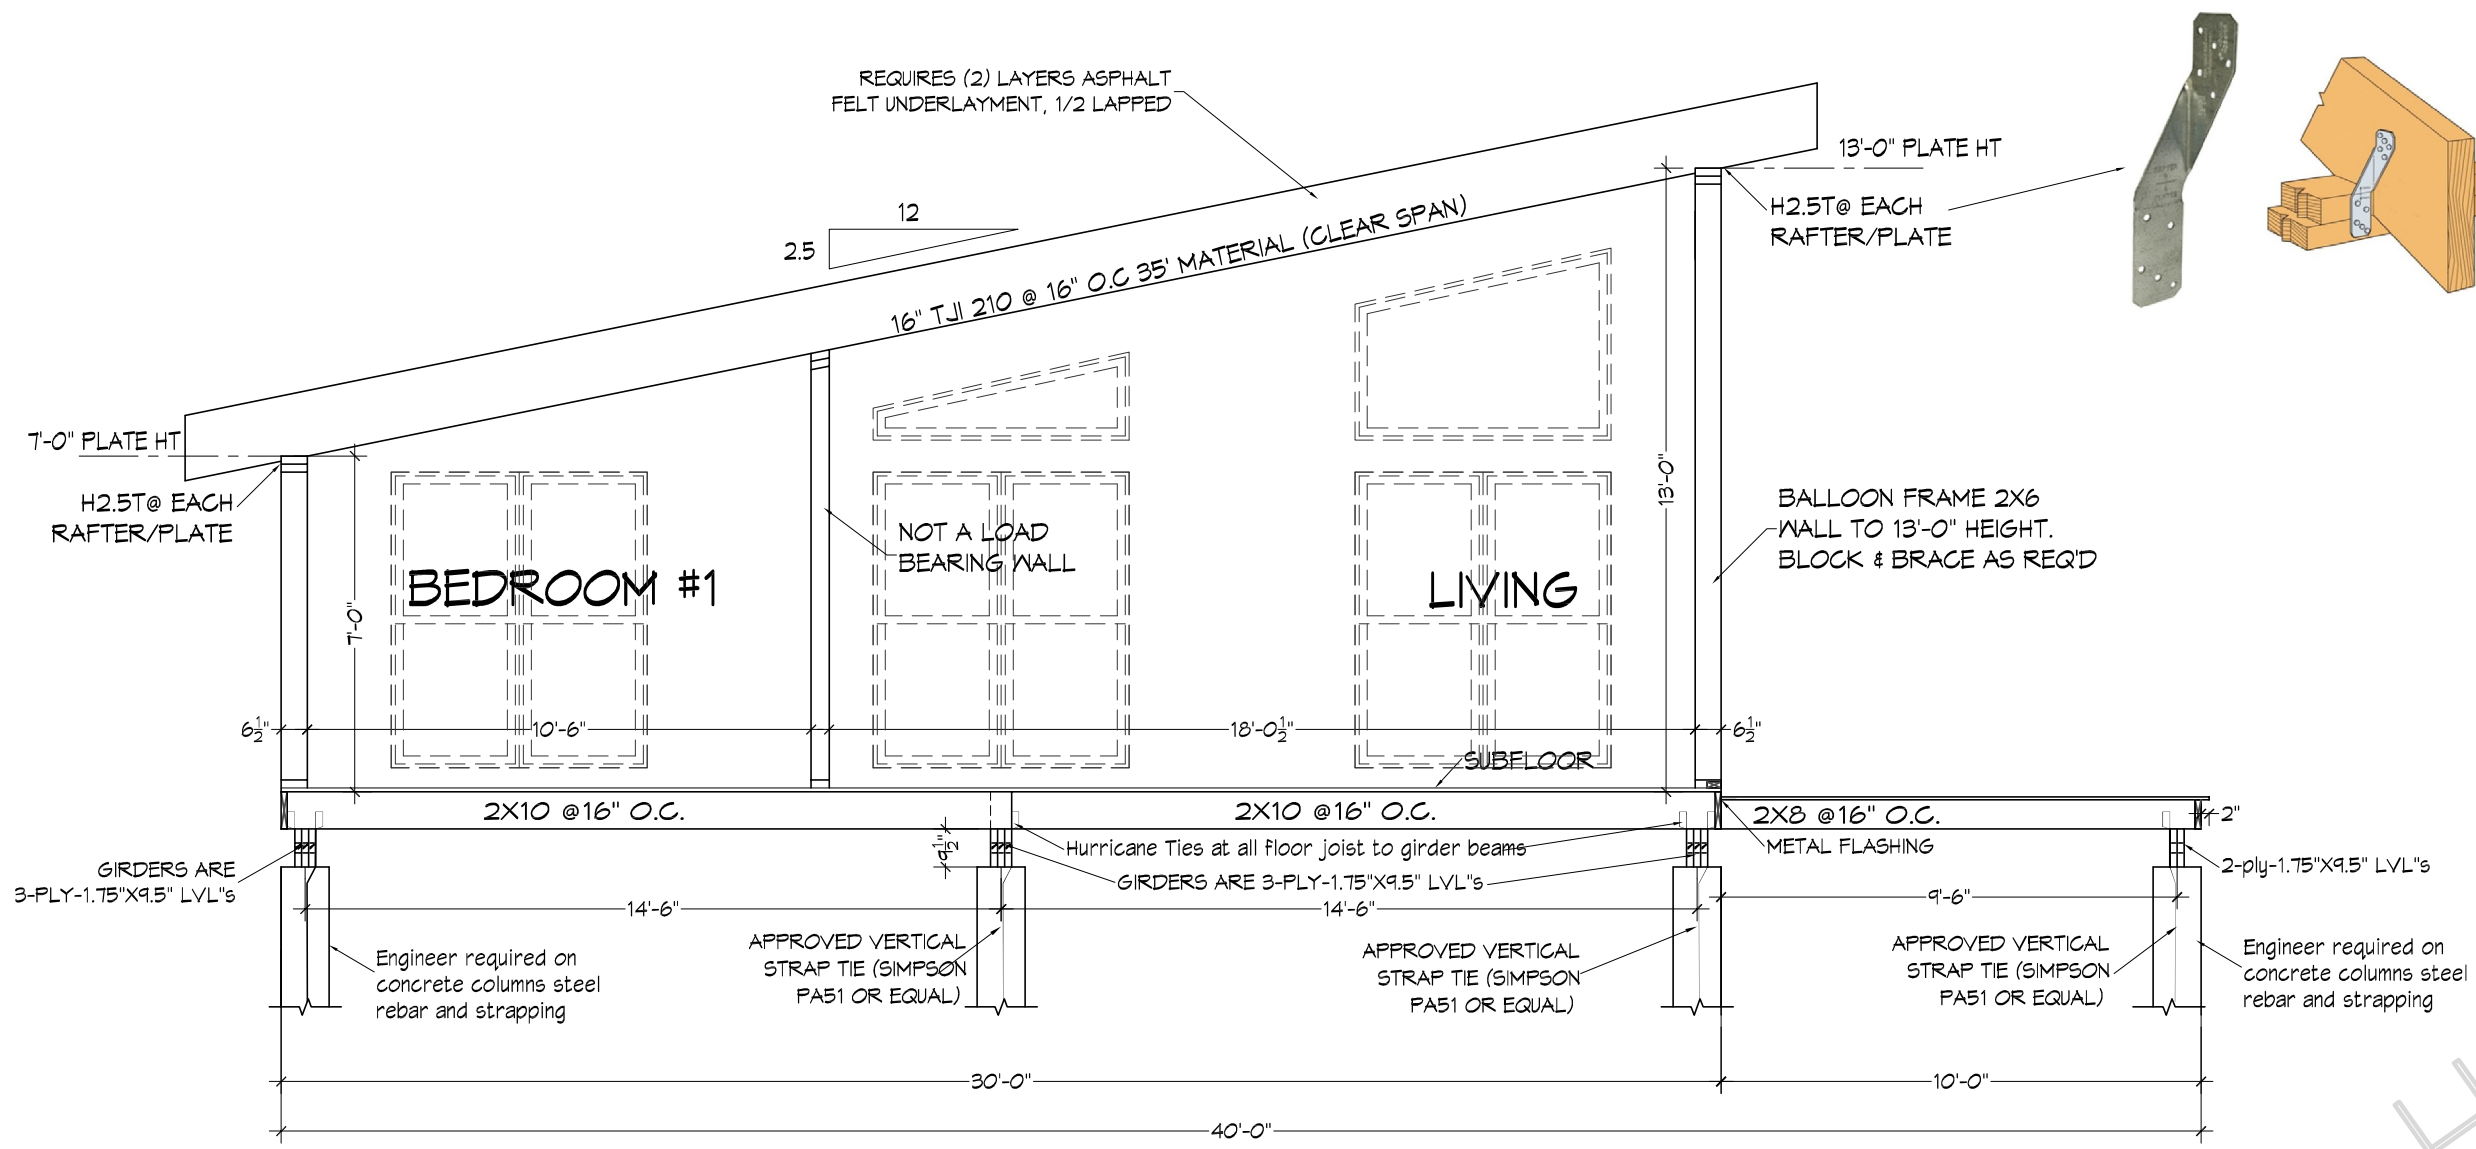 REQUIRES (2) LAYERS ASPHALT
FELT UNDERLAYMENT, 1/2 LAPPED
13'-0" PLATE HT
H2.5T@ EACH
RAFTER/PLATE
12
2.5
16" TJI 210 @ 16" O.C 35' MATERIAL (CLEAR SPAN)
7'-0" PLATE HT
H2.5T@ EACH
RAFTER/PLATE
13'-0"
BALLOON FRAME 2X6
WALL TO 13'-0" HEIGHT.
BLOCK & BRACE AS REQ'D
NOT A LOAD
BEARING WALL
BEDROOM #1
LIVING
7'-0"
6 1/2"
10'-6"
18'-0 1/2"
6 1/2"
SUBFLOOR
2X10 @16" O.C.
2X10 @16" O.C.
2X8 @16" O.C.
2"
9 1/2"
Hurricane Ties at all floor joist to girder beams
METAL FLASHING
GIRDERS ARE
3-PLY-1.75"X9.5" LVL"s
GIRDERS ARE 3-PLY-1.75"X9.5" LVL"s
2-ply-1.75"X9.5" LVL"s
14'-6"
14'-6"
9'-6"
Engineer required on
concrete columns steel
rebar and strapping
APPROVED VERTICAL
STRAP TIE (SIMPSON
PA51 OR EQUAL)
APPROVED VERTICAL
STRAP TIE (SIMPSON
PA51 OR EQUAL)
APPROVED VERTICAL
STRAP TIE (SIMPSON
PA51 OR EQUAL)
Engineer required on
concrete columns steel
rebar and strapping
30'-0"
10'-0"
40'-0"